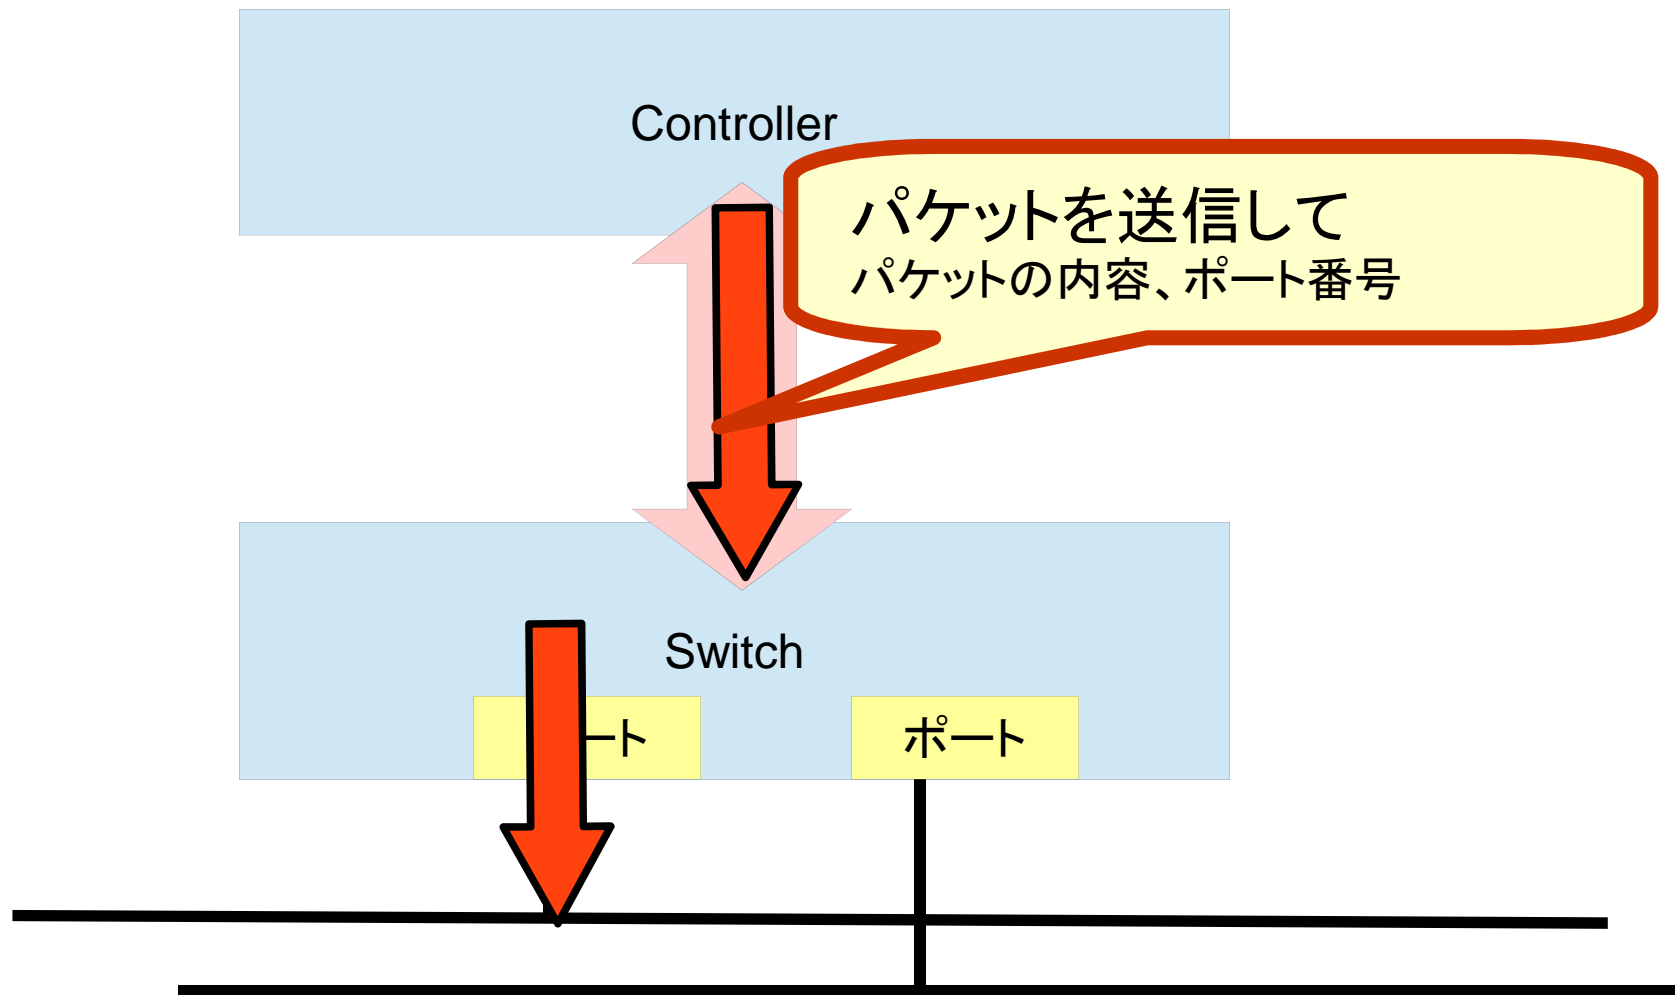 Controller
パケットを送信して
パケットの内容、ポート番号
Switch
ート
ポート